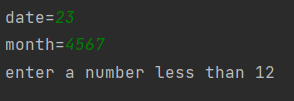 date=23
month=4567
enter a number less than 12